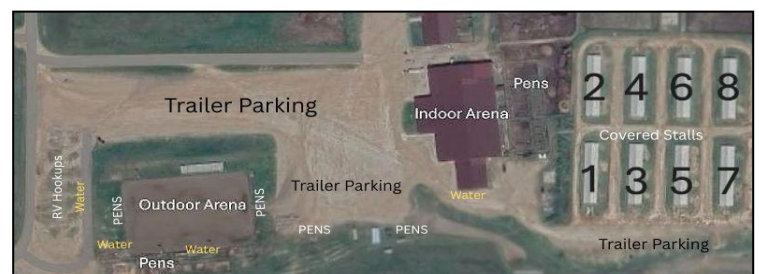 2 4 6 8
Pens
Trailer Parking
Indoor Arena
Covered Stalls
RV Hookups
Water
1 3 5 7
Trailer Parking
Water
PENS
Outdoor Arena
PENS
PENS
PENS
Water
Water
Trailer Parking
Pens